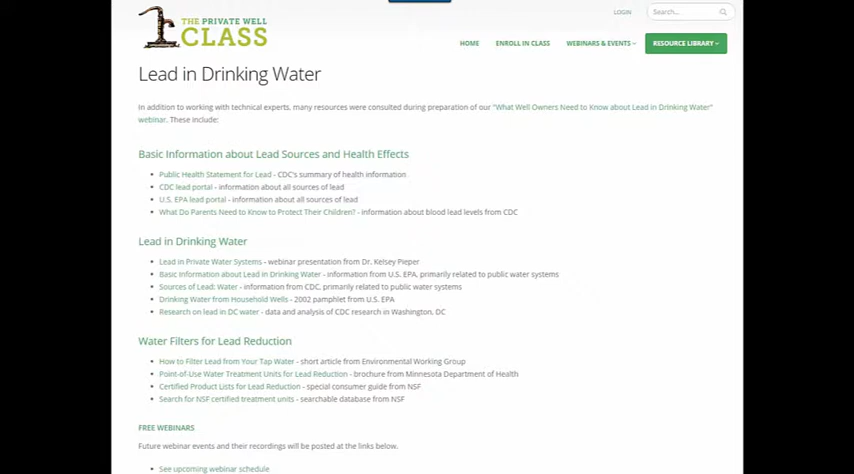 LOGIN
Search...
THE PRIVATE WELL
CLASS
HOME
ENROLL IN CLASS
WEBINARS & EVENTS
RESOURCE LIBRARY
Lead in Drinking Water
In addition to working with technical experts, many resources were consulted during preparation of our "What Well Owners Need to Know about Lead in Drinking Water"
webinar. These include:
Basic Information about Lead Sources and Health Effects
Public Health Statement for Lead - CDC's summary of health information
CDC lead portal - information about all sources of lead
U.S. EPA lead portal - information about all sources of lead
What Do Parents Need to Know to Protect Their Children? - information about blood lead levels from CDC
Lead in Drinking Water
Lead in Private Water Systems - webinar presentation from Dr. Kelsey Pieper
Basic Information about Lead in Drinking Water - information from U.S. EPA, primarily related to public water systems
Sources of Lead: Water - information from CDC, primarily related to public water systems
Drinking Water from Household Wells - 2002 pamphlet from U.S. EPA
Research on lead in DC water - data and analysis of CDC research in Washington, DC
Water Filters for Lead Reduction
How to Filter Lead from Your Tap Water - short article from Environmental Working Group
Point-of-Use Water Treatment Units for Lead Reduction - brochure from Minnesota Department of Health
Certified Product Lists for Lead Reduction - special consumer guide from NSF
Search for NSF certified treatment units - searchable database from NSF
FREE WEBINARS
Future webinar events and their recordings will be posted at the links below.
See upcoming webinar schedule